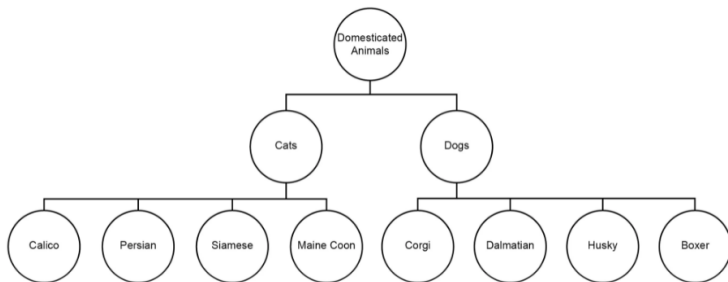 Domesticated
Animals
Cats
Dogs
Calico
Persian
Siamese
Maine Coon
Corgi
Dalmatian
Husky
Boxer